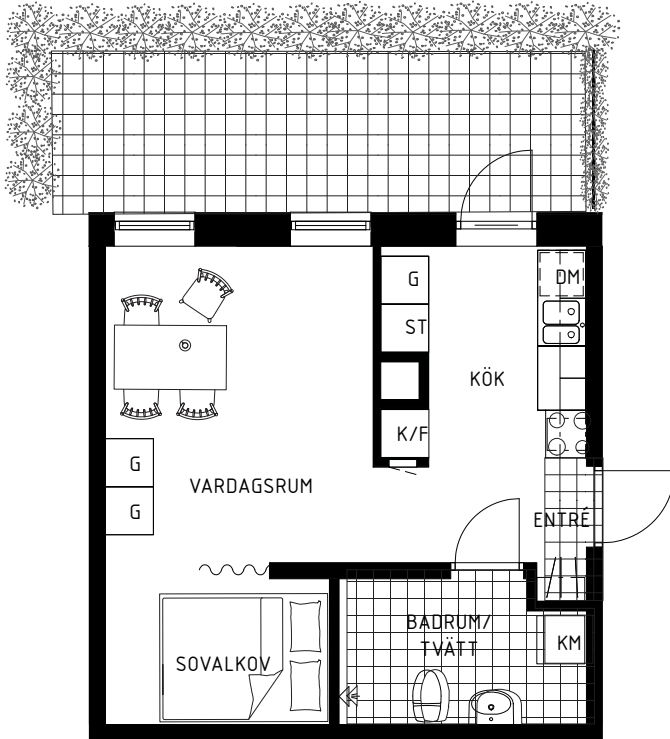 G
DM
ST
KÖK
K/F
G
VARDAGSRUM
G
ENTRÉ
BADRUM/
TVÄTT
KM
SOVALKOV